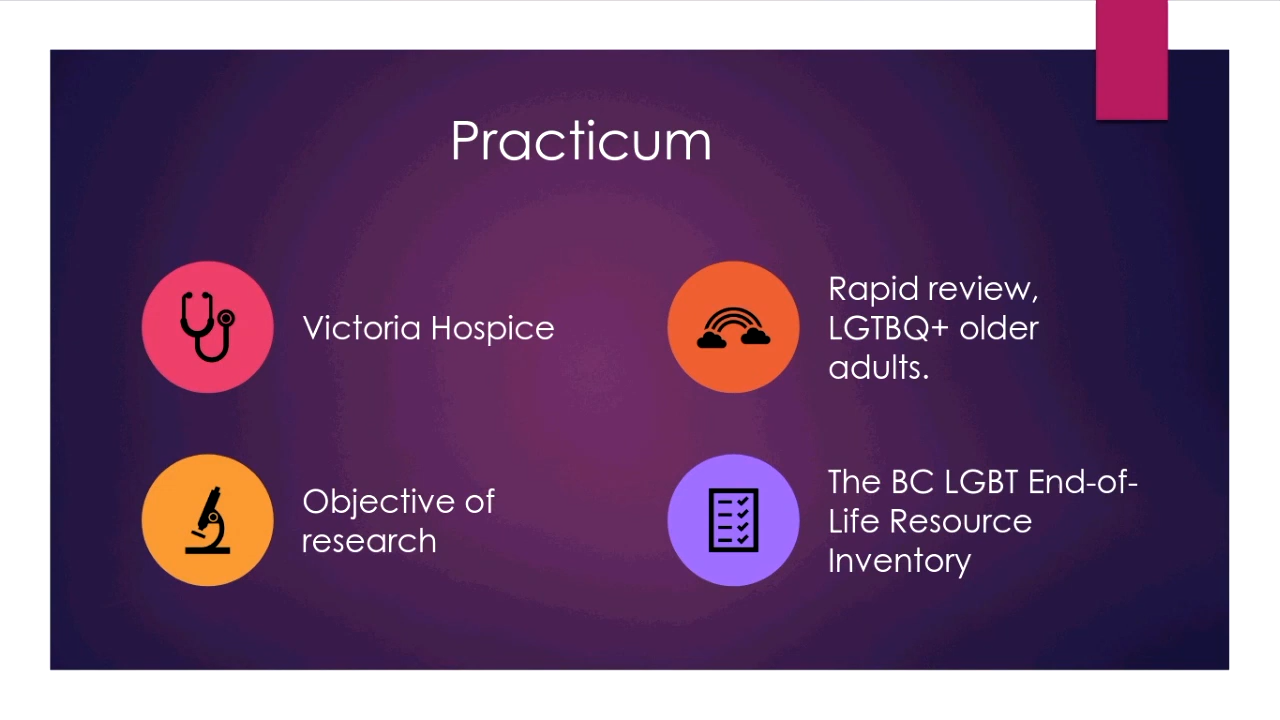 Practicum
Victoria Hospice
Rapid review,
LGTBQ+ older
adults.
Objective of
research
The BC LGBT End-of-
Life Resource
Inventory